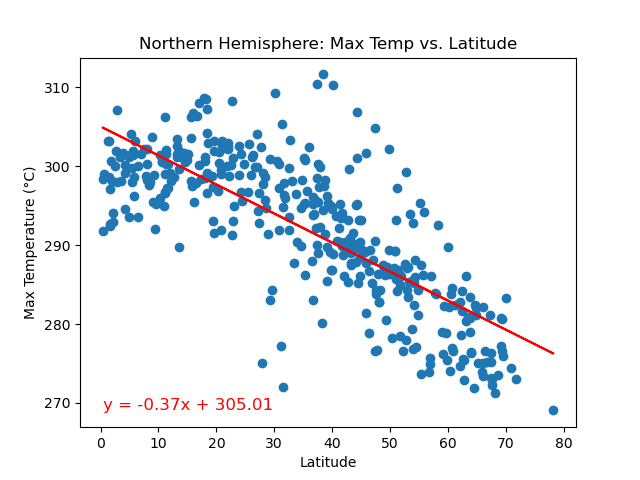 Northern Hemisphere: Max Temp vs. Latitude
310
300
290
280
270
Max Temperature (°C)
y = -0.37x + 305.01
0 10 20 30 40 50 60 70 80
Latitude